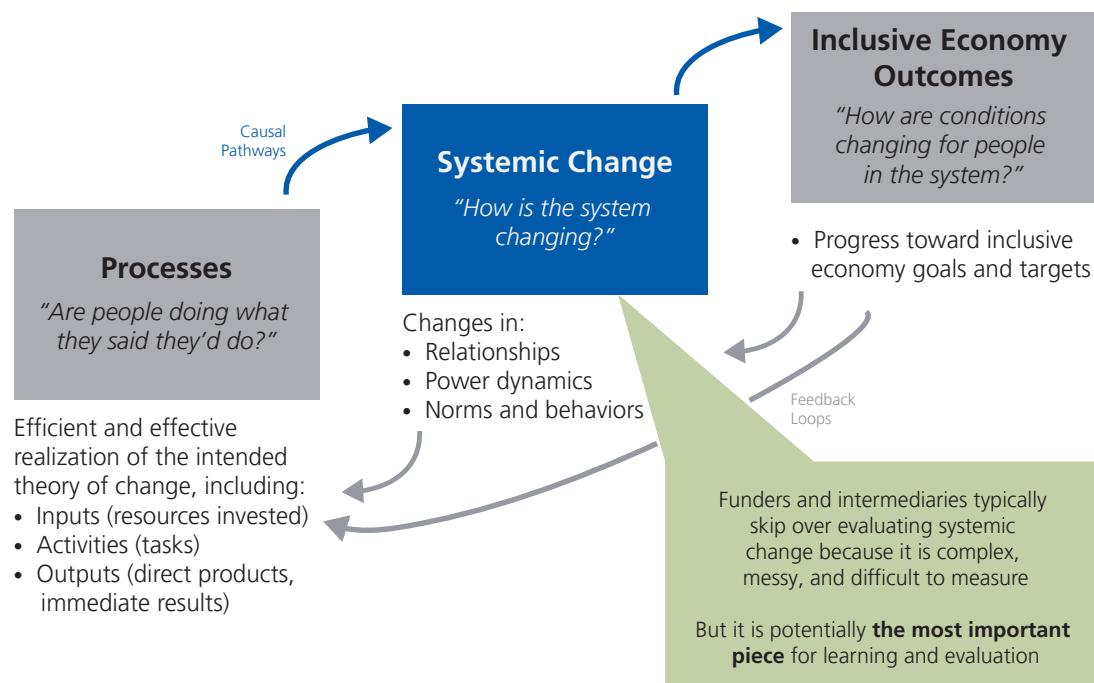 Causal
Pathways
Processes
“Are people doing what
they said they’d do?”
Efficient and effective
realization of the intended
theory of change, including:
• Inputs (resources invested)
• Activities (tasks)
• Outputs (direct products,
immediate results)
Systemic Change
“How is the system
changing?”
Changes in:
• Relationships
• Power dynamics
• Norms and behaviors
Inclusive Economy
Outcomes
“How are conditions
changing for people
in the system?”
• Progress toward inclusive
economy goals and targets
Feedback
Loops
Funders and intermediaries typically
skip over evaluating systemic
change because it is complex,
messy, and difficult to measure
But it is potentially the most important
piece for learning and evaluation